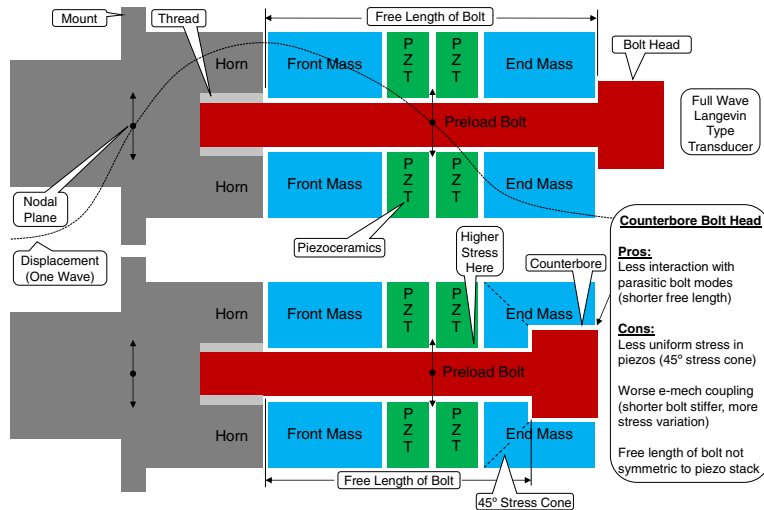 Free Length of Bolt
Mount
Thread
Bolt Head
Horn
Front Mass
P
Z
T
P
Z
T
End Mass
Preload Bolt
Full Wave
Langevin
Type
Transducer
Horn
Front Mass
P
Z
T
P
Z
T
End Mass
Nodal
Plane
Displacement
(One Wave)
Piezoceramics
Higher
Stress
Here
Counterbore
Counterbore Bolt Head
Pros:
Less interaction with
parasitic bolt modes
(shorter free length)
Cons:
Less uniform stress in
piezos (45º stress cone)
Worse e-mech coupling
(shorter bolt stiffer, more
stress variation)
Free length of bolt not
symmetric to piezo stack
Horn
Front Mass
P
Z
T
P
Z
T
End Mass
Preload Bolt
Horn
Front Mass
P
Z
T
P
Z
T
End Mass
Free Length of Bolt
45º Stress Cone